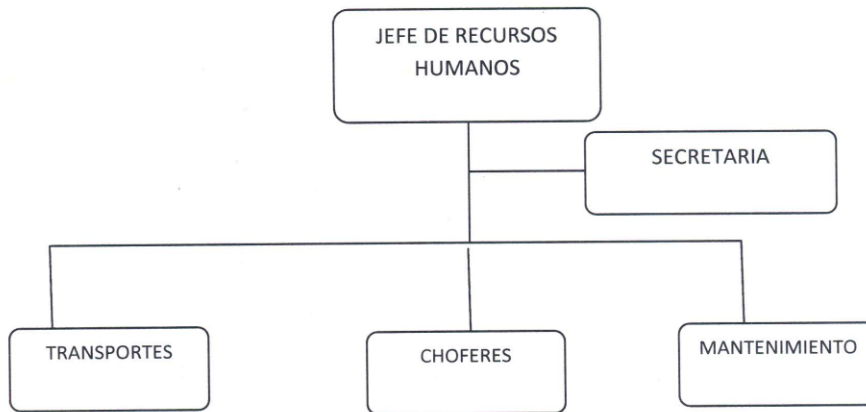 JEFE DE RECURSOS
HUMANOS
SECRETARIA
TRANSPORTES
CHOFERES
MANTENIMIENTO